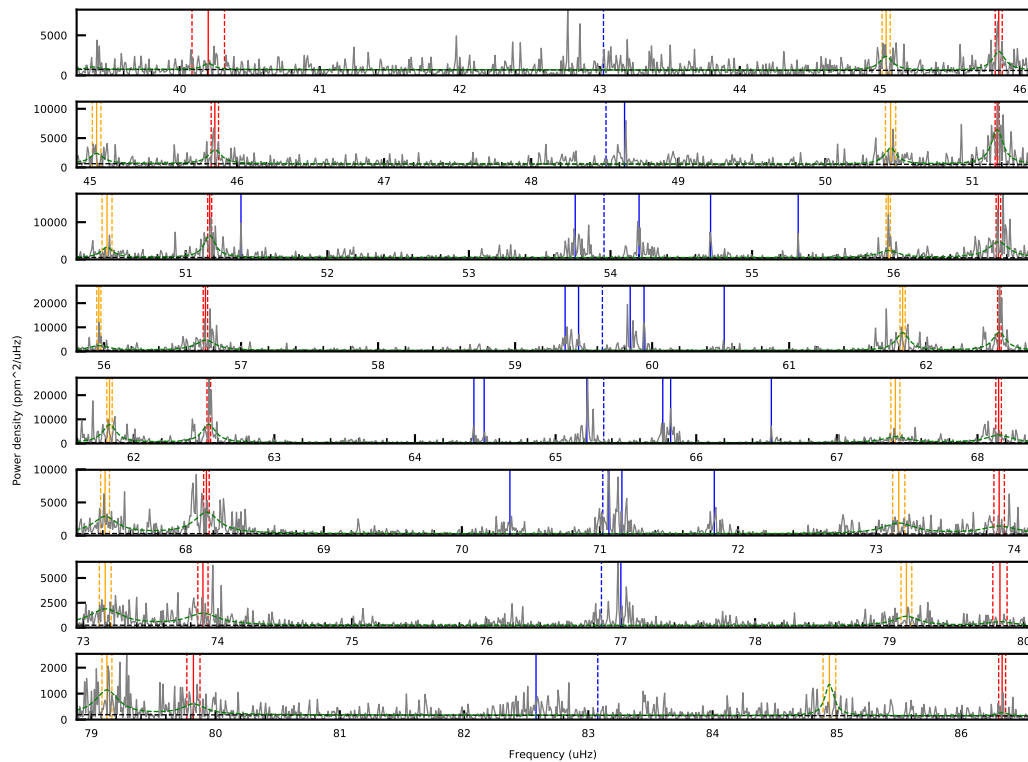 5000
0
40 41 42 43 44 45 46
10000
5000
0
45 46 47 48 49 50 51
10000
0
51 52 53 54 55 56
20000
10000
0
56 57 58 59 60 61 62
20000
10000
0
62 63 64 65 66 67 68
Power density (ppm^2/uHz)
10000
5000
0
68 69 70 71 72 73 74
5000
2500
0
73 74 75 76 77 78 79 80
2000
1000
0
79 80 81 82 83 84 85 86
Frequency (uHz)